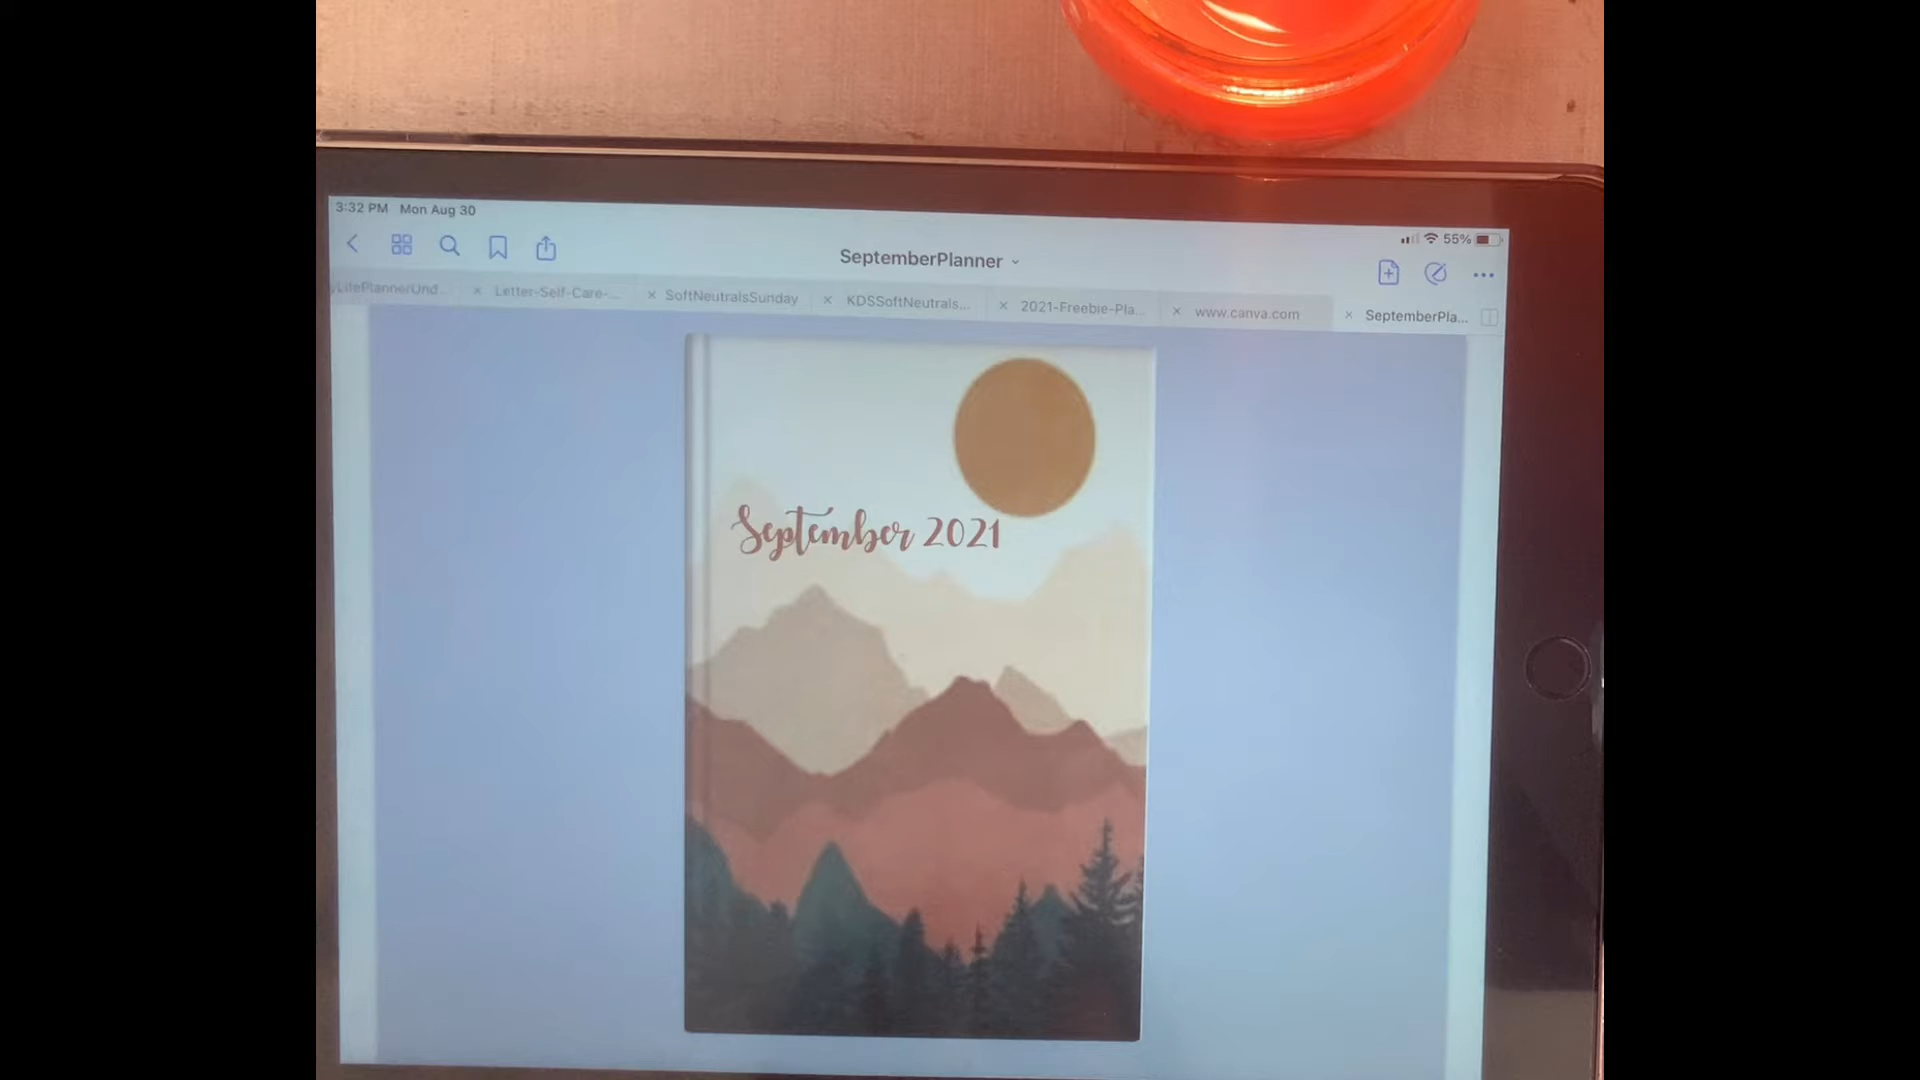 3:32 PM Mon Aug 30
55%
SeptemberPlanner
LifePlannerUnd...
Letter-Self-Care-...
SoftNeutralsSunday
KDSSoftNeutrals...
2021-Freebie-Pla...
www.canva.com
SeptemberPla...
September 2021